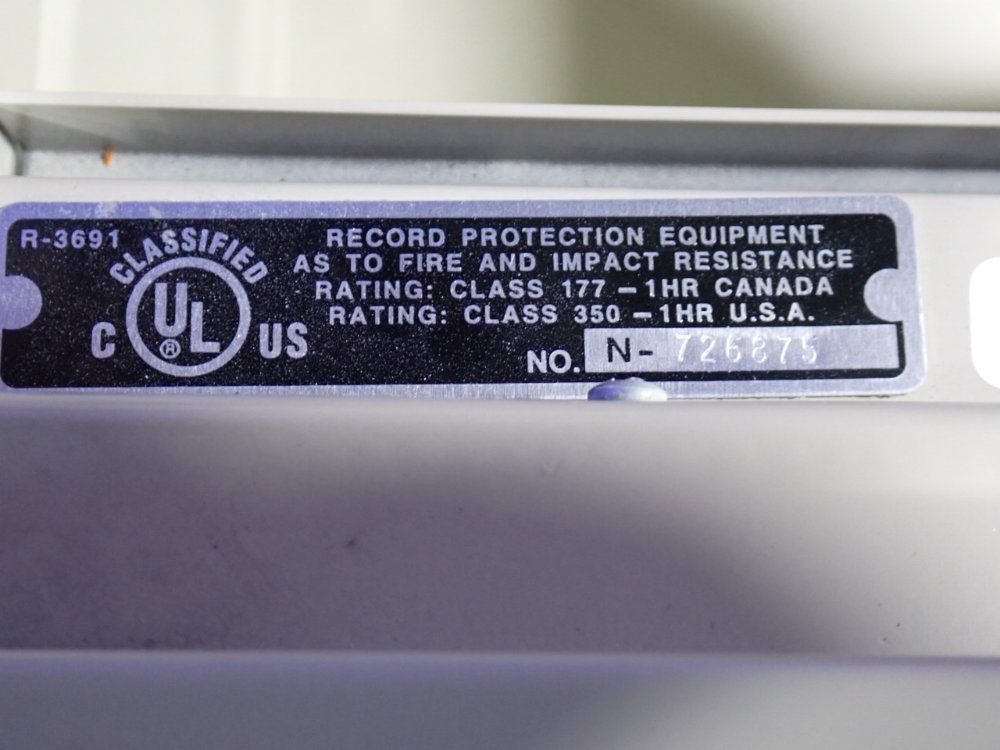 R-3691
CLASSIFIED
C UL® US
RECORD PROTECTION EQUIPMENT
AS TO FIRE AND IMPACT RESISTANCE
RATING: CLASS 177 – 1HR CANADA
RATING: CLASS 350 – 1HR U.S.A.
NO. N- 726875